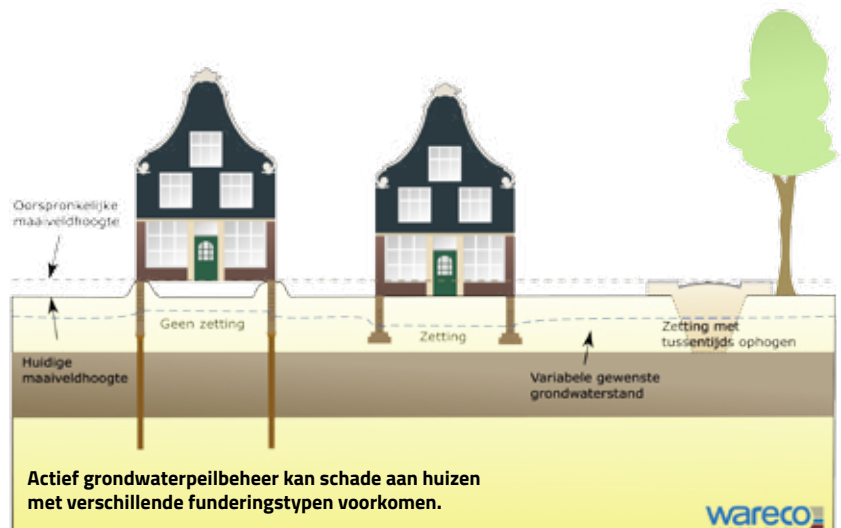 Oorspronkelijke
maaiveldhoogte
Geen zetting
Zetting
Zetting met
tussentijds ophogen
Huidige
maaiveldhoogte
Variabele gewenste
grondwaterstand
Actief grondwaterpeilbeheer kan schade aan huizen
met verschillende funderingstypen voorkomen.
wareco